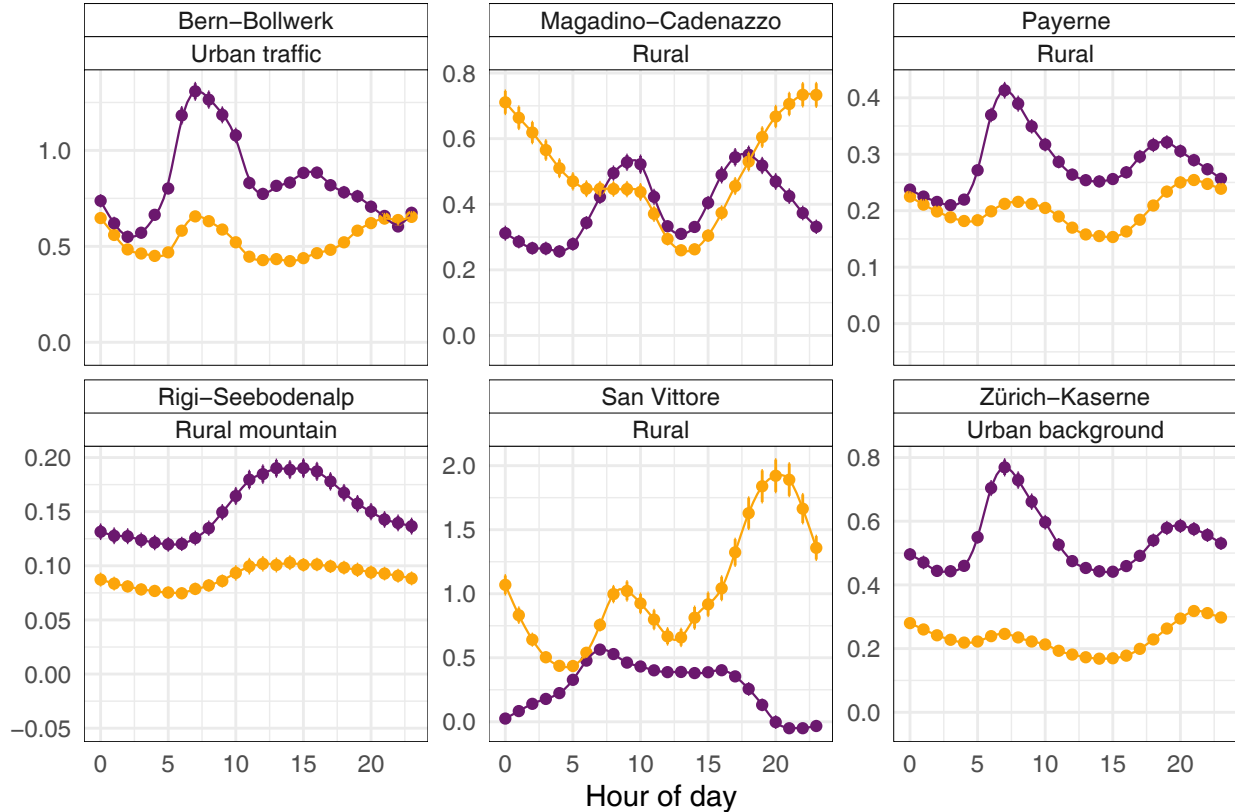 Bern−Bollwerk
Urban traffic
1.0
0.5
0.0
Magadino−Cadenazzo
Rural
0.8
0.6
0.4
0.2
0.0
Payerne
Rural
0.4
0.3
0.2
0.1
0.0
Rigi−Seebodenalp
Rural mountain
0.20
0.15
0.10
0.05
0.00
−0.05
0 5 10 15 20
San Vittore
Rural
2.0
1.5
1.0
0.5
0.0
0 5 10 15 20
Zürich−Kaserne
Urban background
0.8
0.6
0.4
0.2
0.0
0 5 10 15 20
Hour of day